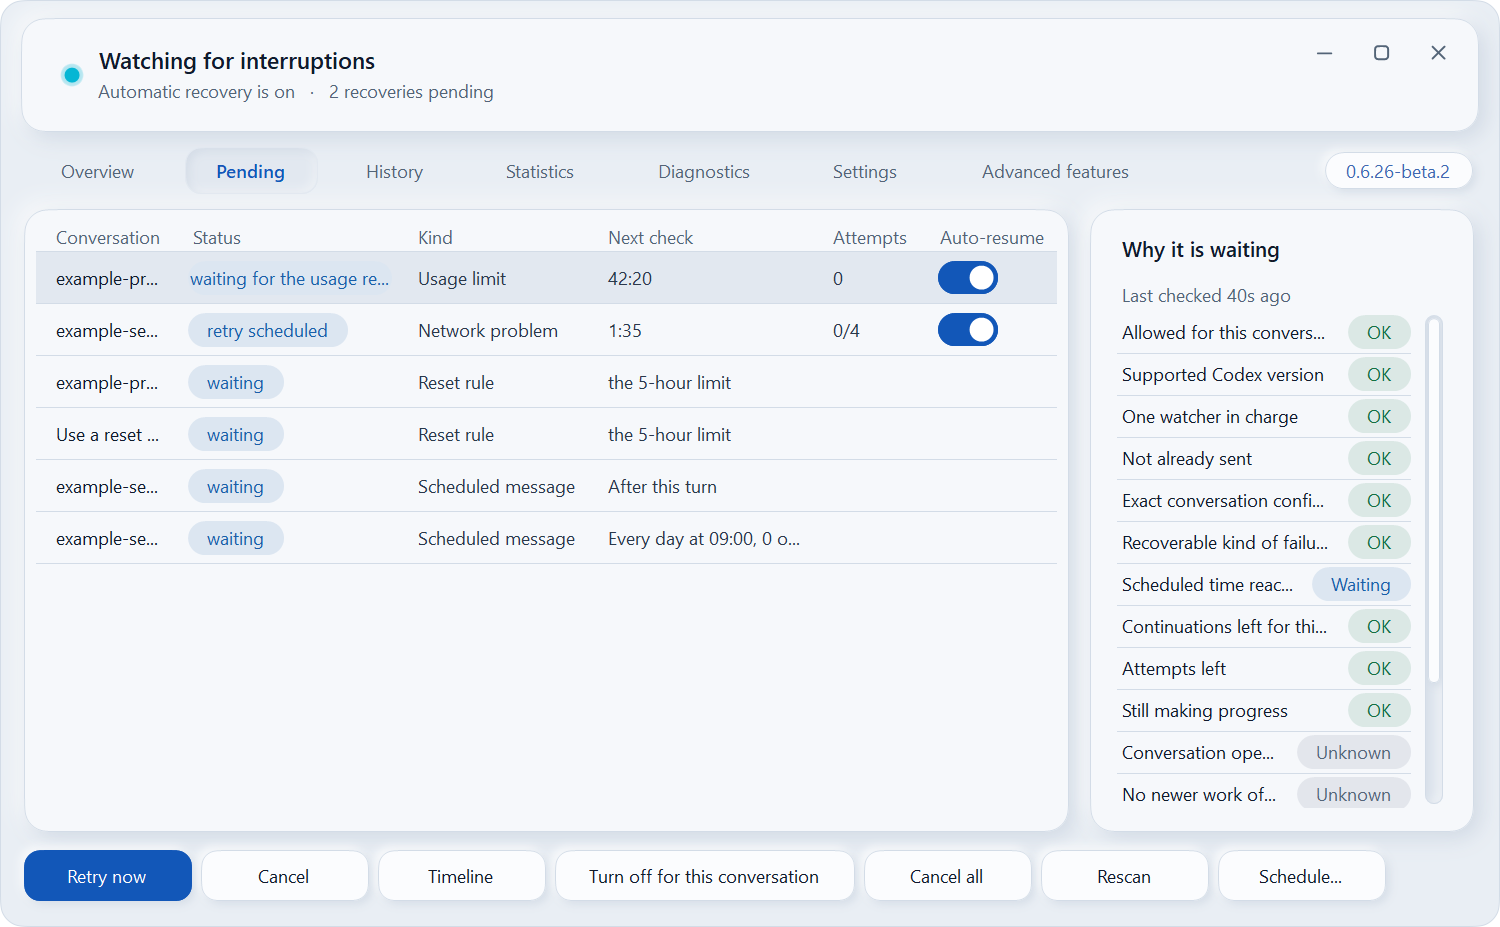 Watching for interruptions
Automatic recovery is on · 2 recoveries pending
Overview Pending History Statistics Diagnostics Settings Advanced features 0.6.26-beta.2
Conversation Status Kind Next check Attempts Auto-resume
example-pr... waiting for the usage re... Usage limit 42:20 0
example-se... retry scheduled Network problem 1:35 0/4
example-pr... waiting Reset rule the 5-hour limit
Use a reset ... waiting Reset rule the 5-hour limit
example-se... waiting Scheduled message After this turn
example-se... waiting Scheduled message Every day at 09:00, 0 o...
Why it is waiting
Last checked 40s ago
Allowed for this convers... OK
Supported Codex version OK
One watcher in charge OK
Not already sent OK
Exact conversation confi... OK
Recoverable kind of failu... OK
Scheduled time reac... Waiting
Continuations left for thi... OK
Attempts left OK
Still making progress OK
Conversation ope... Unknown
No newer work of... Unknown
Retry now Cancel Timeline Turn off for this conversation Cancel all Rescan Schedule...